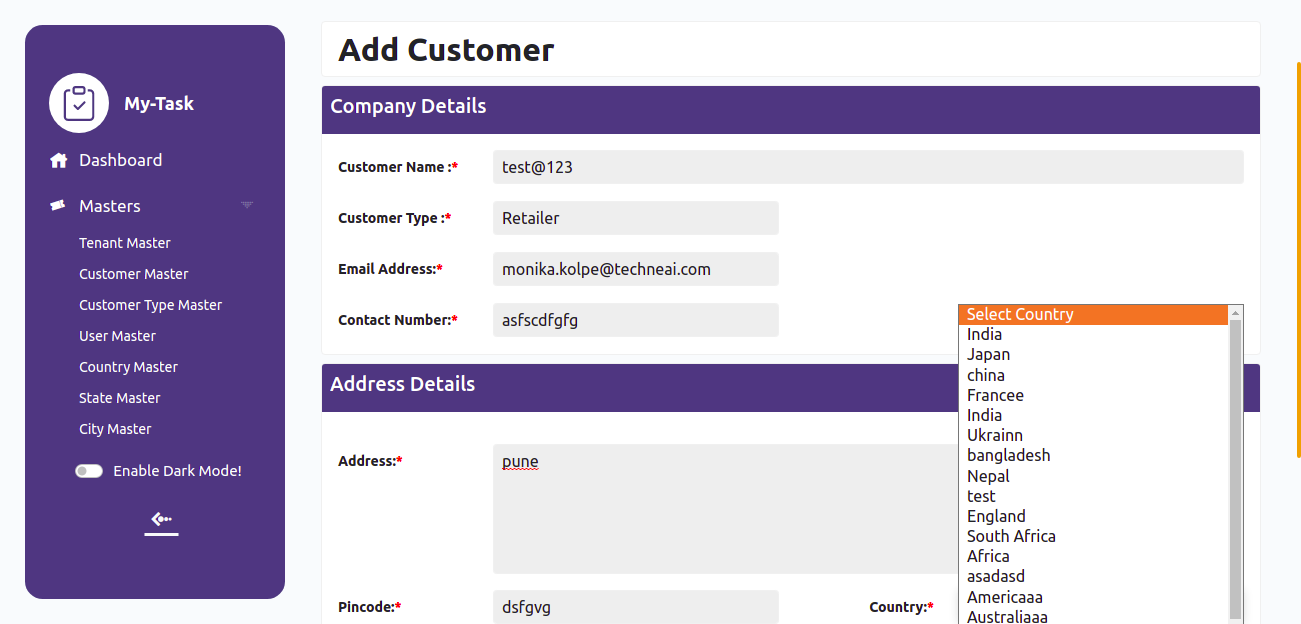 My-Task
Dashboard
Masters
Tenant Master
Customer Master
Customer Type Master
User Master
Country Master
State Master
City Master
Enable Dark Mode!
Add Customer
Company Details
Customer Name :*
test@123
Customer Type :*
Retailer
Email Address:*
monika.kolpe@techneai.com
Contact Number:*
asfscdfgfg
Address Details
Address:*
pune
Pincode:*
dsfgvg
Country:*
Select Country
India
Japan
china
Francee
India
Ukrainn
bangladesh
Nepal
test
England
South Africa
Africa
asadasd
Americaaa
Australiaaa